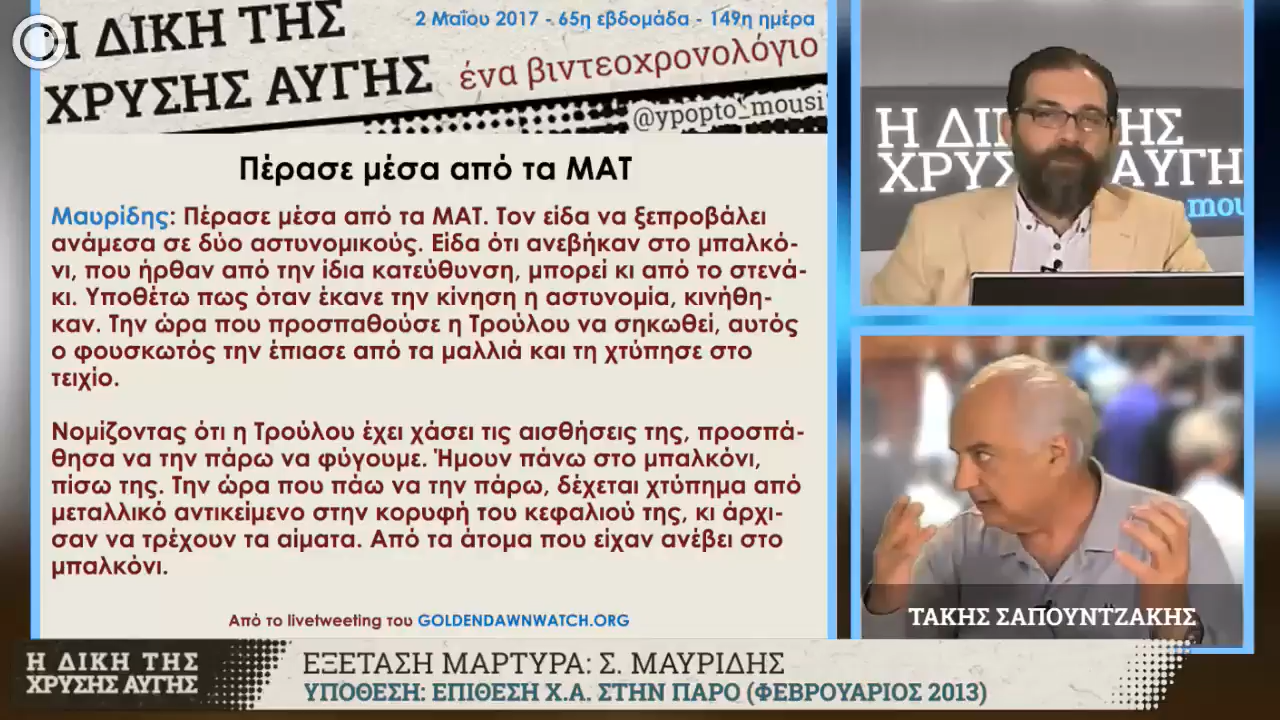 2 Μαΐου 2017 - 65η εβδομάδα - 149η ημέρα
Η ΔΙΚΗ ΤΗΣ
ΧΡΥΣΗΣ ΑΥΓΗΣ
ένα βιντεοχρονολόγιο
@ypopto_mousi
Πέρασε μέσα από τα ΜΑΤ
Μαυρίδης: Πέρασε μέσα από τα ΜΑΤ. Τον είδα να ξεπροβάλει
ανάμεσα σε δύο αστυνομικούς. Είδα ότι ανεβήκαν στο μπαλκό-
νι, που ήρθαν από την ίδια κατεύθυνση, μπορεί κι από το στενά-
κι. Υποθέτω πως όταν έκανε την κίνηση η αστυνομία, κινήθη-
καν. Την ώρα που προσπαθούσε η Τρούλου να σηκωθεί, αυτός
ο φουσκωτός την έπιασε από τα μαλλιά και τη χτύπησε στο
τειχίο.
Νομίζοντας ότι η Τρούλου έχει χάσει τις αισθήσεις της, προσπά-
θησα να την πάρω να φύγουμε. Ήμουν πάνω στο μπαλκόνι,
πίσω της. Την ώρα που πάω να την πάρω, δέχεται χτύπημα από
μεταλλικό αντικείμενο στην κορυφή του κεφαλιού της, κι άρχι-
σαν να τρέχουν τα αίματα. Από τα άτομα που είχαν ανέβει στο
μπαλκόνι.
Από το livetweeting του GOLDENDAWNWATCH.ORG
Η ΔΙ ΗΣ
ΧΡΥΣ ΑΥΓΗΣ
mou
ΤΑΚΗΣ ΣΑΠΟΥΝΤΖΑΚΗΣ
Η ΔΙΚΗ ΤΗΣ
ΧΡΥΣΗΣ ΑΥΓΗΣ
ΕΞΕΤΑΣΗ ΜΑΡΤΥΡΑ: Σ. ΜΑΥΡΙΔΗΣ
ΥΠΟΘΕΣΗ: ΕΠΙΘΕΣΗ Χ.Α. ΣΤΗΝ ΠΑΡΟ (ΦΕΒΡΟΥΑΡΙΟΣ 2013)